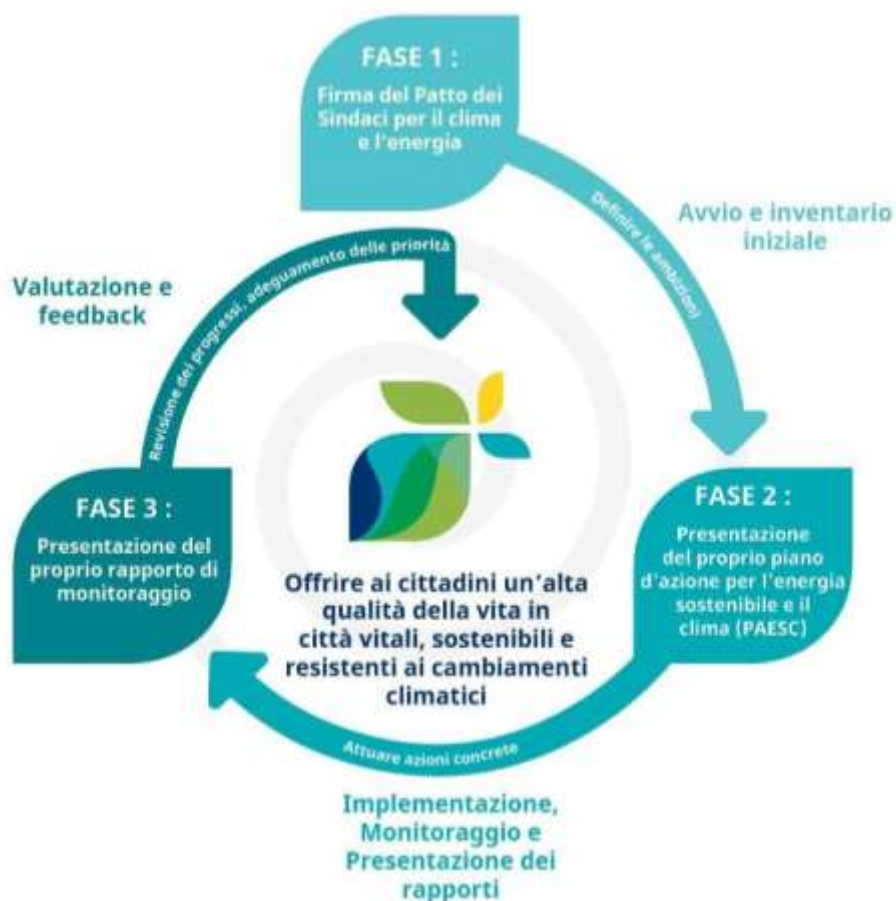 FASE 1 :
Firma del Patto dei
Sindaci per il clima
e l'energia
Definire le ambizioni
Avvio e inventario
iniziale
FASE 2 :
Presentazione
del proprio piano
d'azione per l'energia
sostenibile e il
clima (PAESC)
Attuare azioni concrete
Implementazione,
Monitoraggio e
Presentazione dei
rapporti
FASE 3 :
Presentazione del
proprio rapporto di
monitoraggio
Revisione dei progressi, adeguamento delle priorità
Valutazione e
feedback
Offrire ai cittadini un'alta
qualità della vita in
città vitali, sostenibili e
resistenti ai cambiamenti
climatici